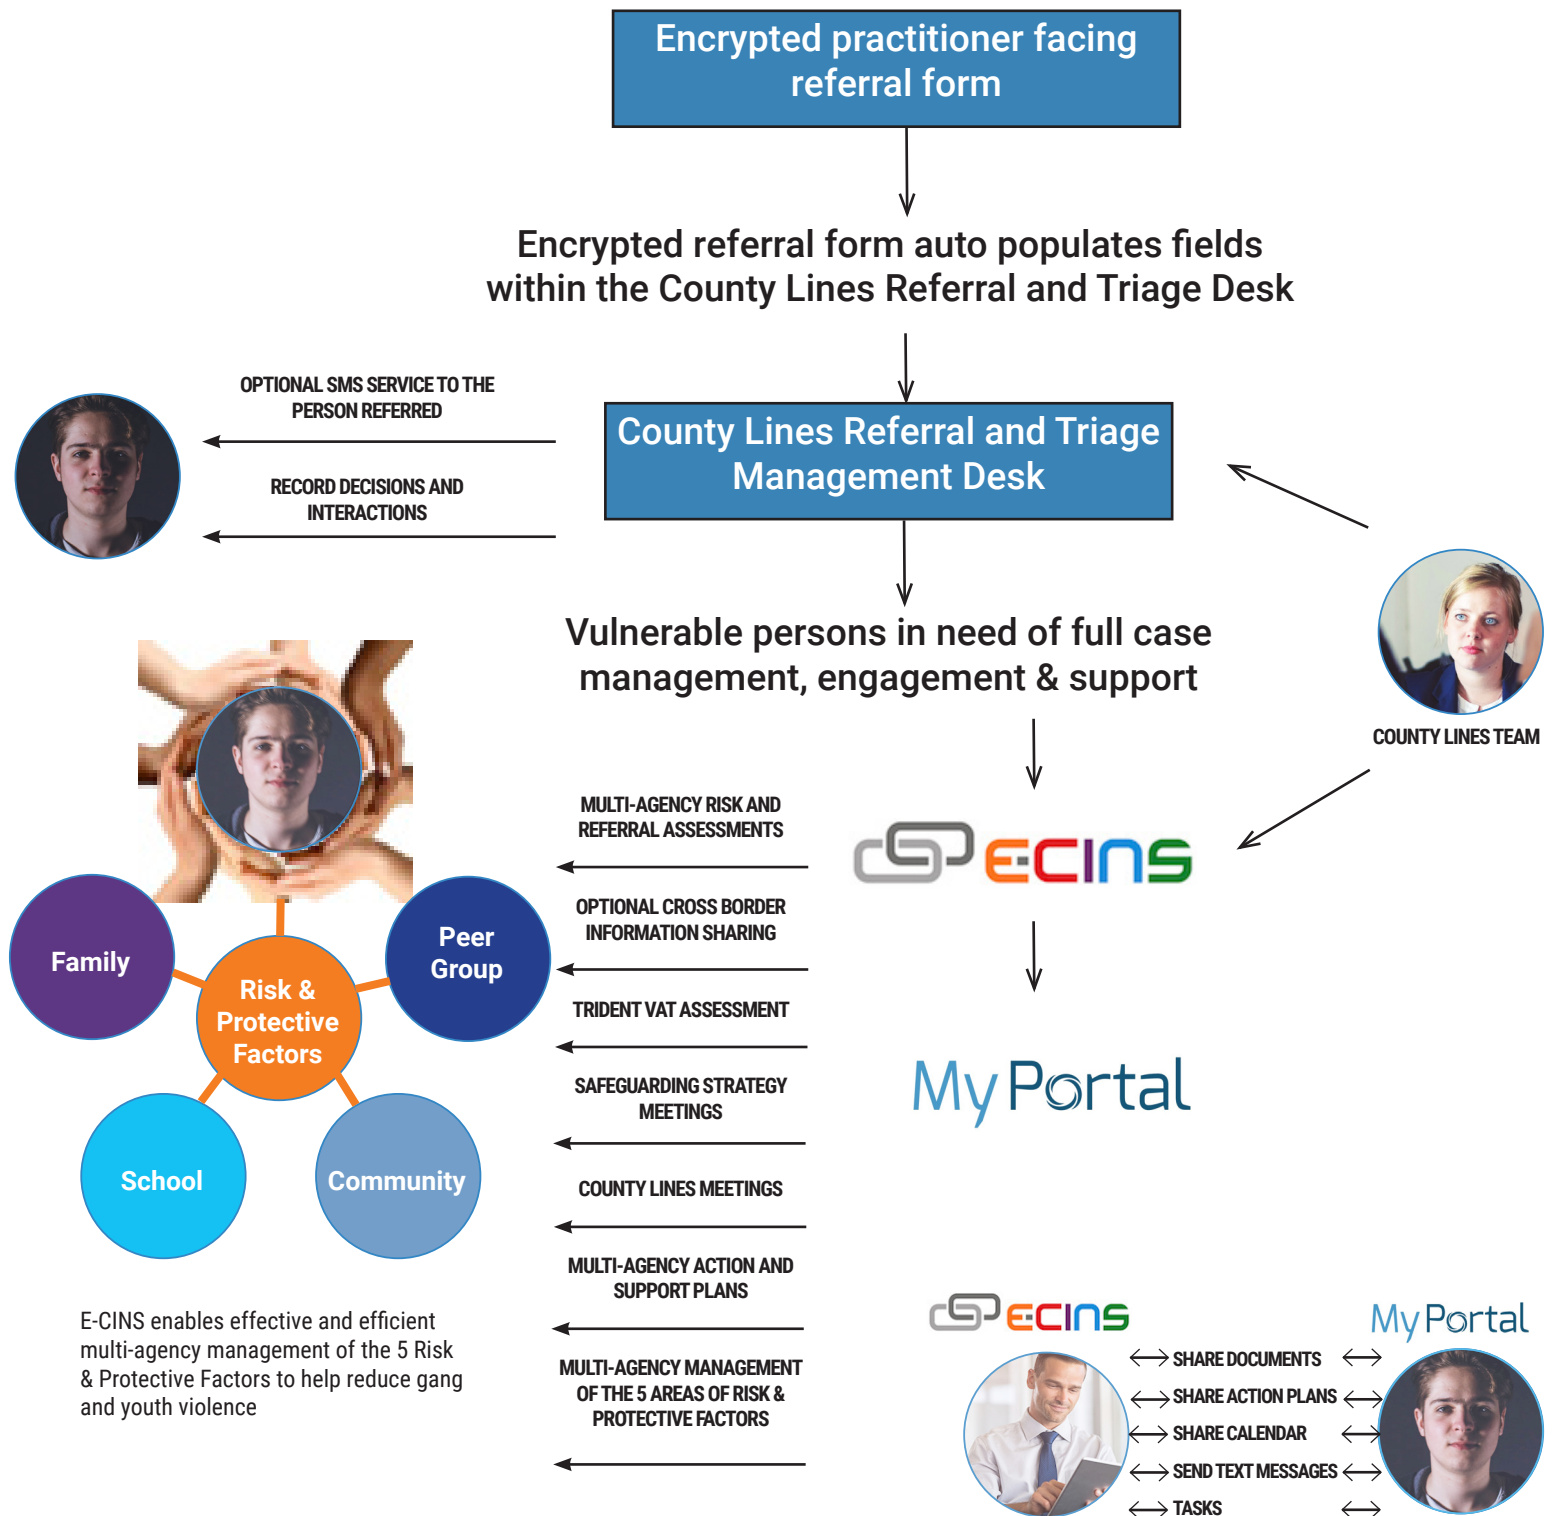 Encrypted practitioner facing
referral form
Encrypted referral form auto populates fields
within the County Lines Referral and Triage Desk
OPTIONAL SMS SERVICE TO THE
PERSON REFERRED
RECORD DECISIONS AND
INTERACTIONS
County Lines Referral and Triage
Management Desk
COUNTY LINES TEAM
Vulnerable persons in need of full case
management, engagement & support
E-CINS
MyPortal
MULTI-AGENCY RISK AND
REFERRAL ASSESSMENTS
OPTIONAL CROSS BORDER
INFORMATION SHARING
TRIDENT VAT ASSESSMENT
SAFEGUARDING STRATEGY
MEETINGS
COUNTY LINES MEETINGS
MULTI-AGENCY ACTION AND
SUPPORT PLANS
MULTI-AGENCY MANAGEMENT
OF THE 5 AREAS OF RISK &
PROTECTIVE FACTORS
Family
Peer
Group
Risk &
Protective
Factors
School
Community
E-CINS enables effective and efficient
multi-agency management of the 5 Risk
& Protective Factors to help reduce gang
and youth violence
E-CINS
MyPortal
SHARE DOCUMENTS
SHARE ACTION PLANS
SHARE CALENDAR
SEND TEXT MESSAGES
TASKS